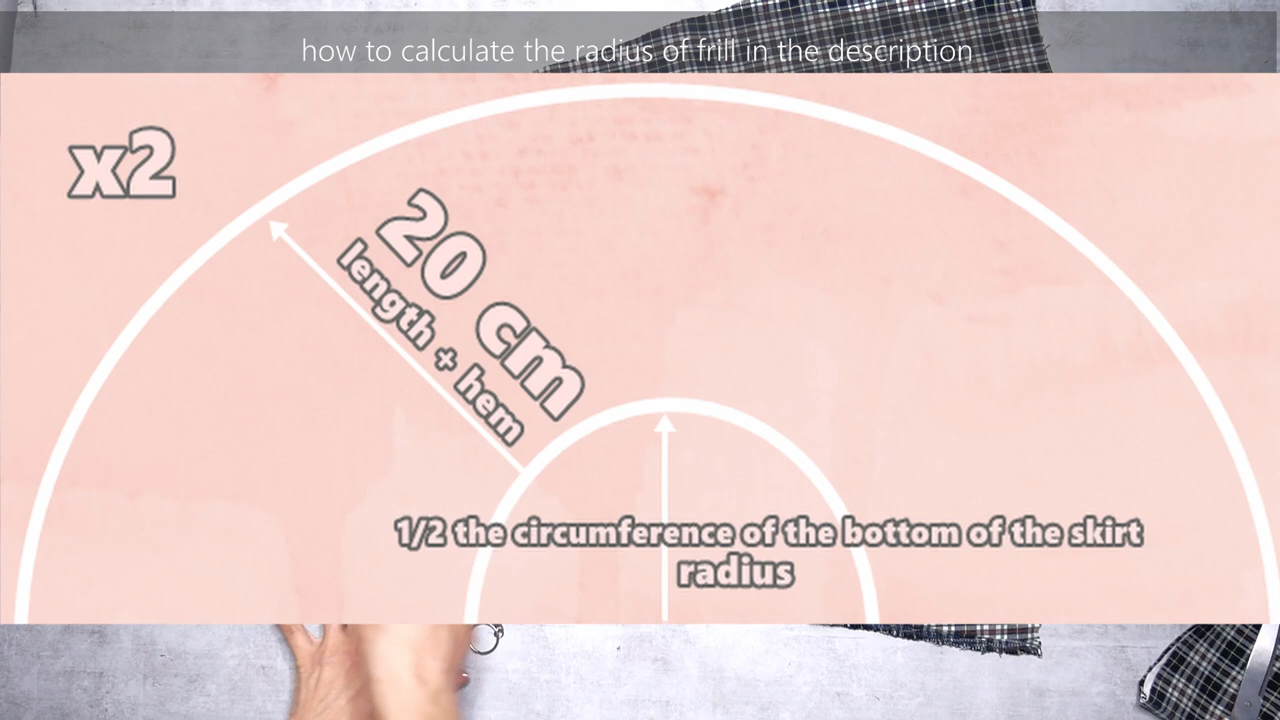 how to calculate the radius of frill in the description
x2
20 cm
length + hem
1/2 the circumference of the bottom of the skirt
radius